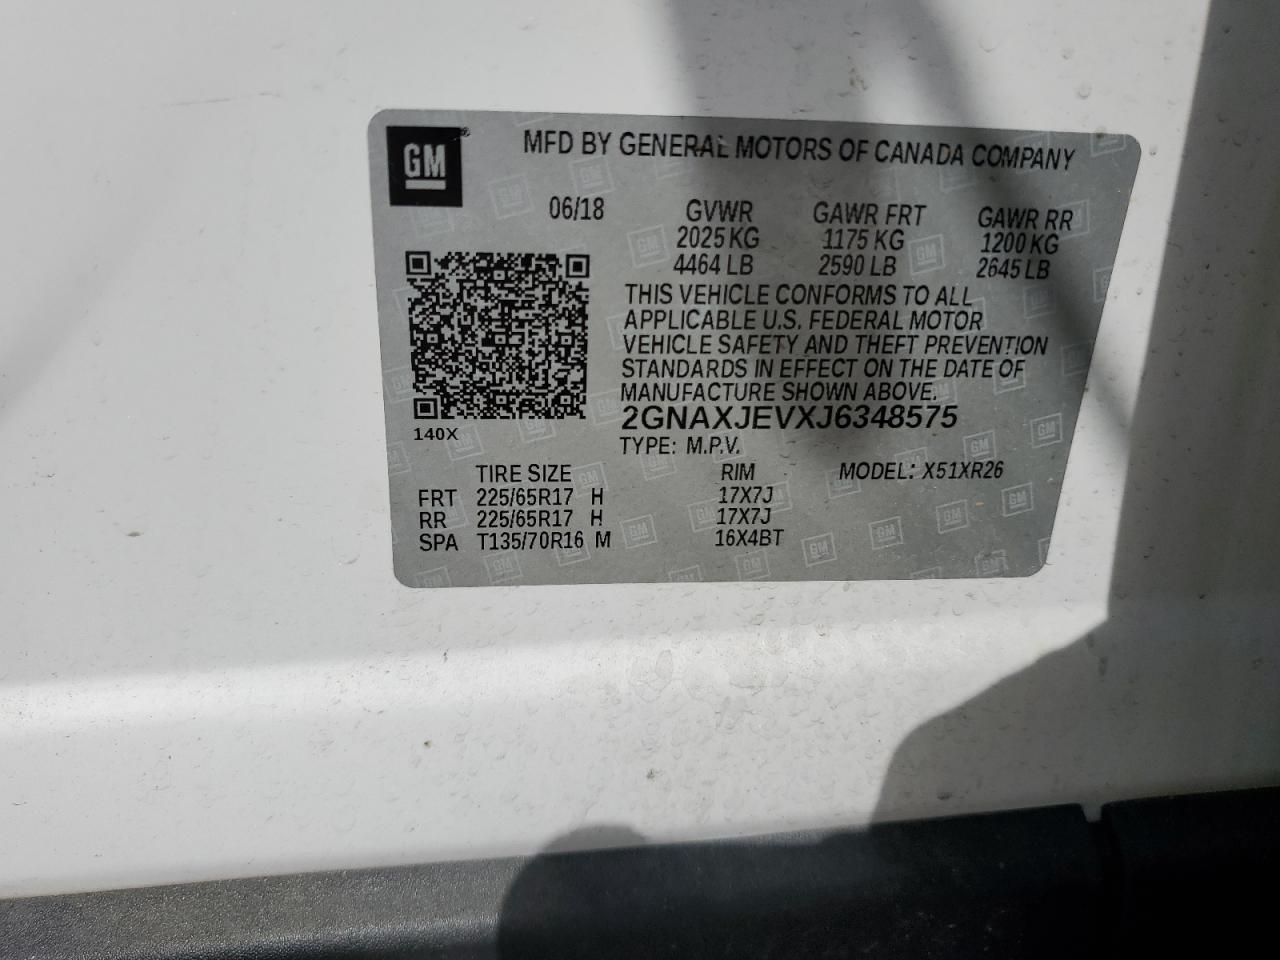 GM
MFD BY GENERAL MOTORS OF CANADA COMPANY
06/18 GVWR GAWR FRT GAWR RR
2025 KG 1175 KG 1200 KG
4464 LB 2590 LB 2645 LB
THIS VEHICLE CONFORMS TO ALL
APPLICABLE U.S. FEDERAL MOTOR
VEHICLE SAFETY AND THEFT PREVENTION
STANDARDS IN EFFECT ON THE DATE OF
MANUFACTURE SHOWN ABOVE.
2GNAXJEVXJ6348575
140X
TYPE: M.P.V.
TIRE SIZE RIM MODEL: X51XR26
FRT 225/65R17 H 17X7J
RR 225/65R17 H 17X7J
SPA T135/70R16 M 16X4BT